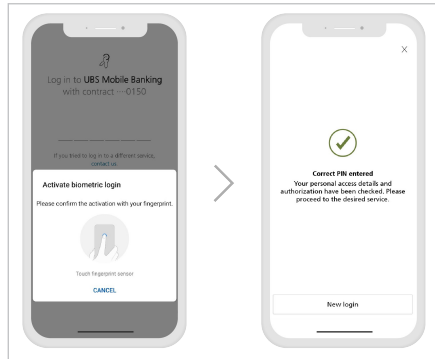 Log in to UBS Mobile Banking
with contract ····0150
If you tried to log in to a different service,
contact us.
Activate biometric login
Please confirm the activation with your fingerprint.
Touch fingerprint sensor
CANCEL
Correct PIN entered
Your personal access details and
authorization have been checked. Please
proceed to the desired service.
New login